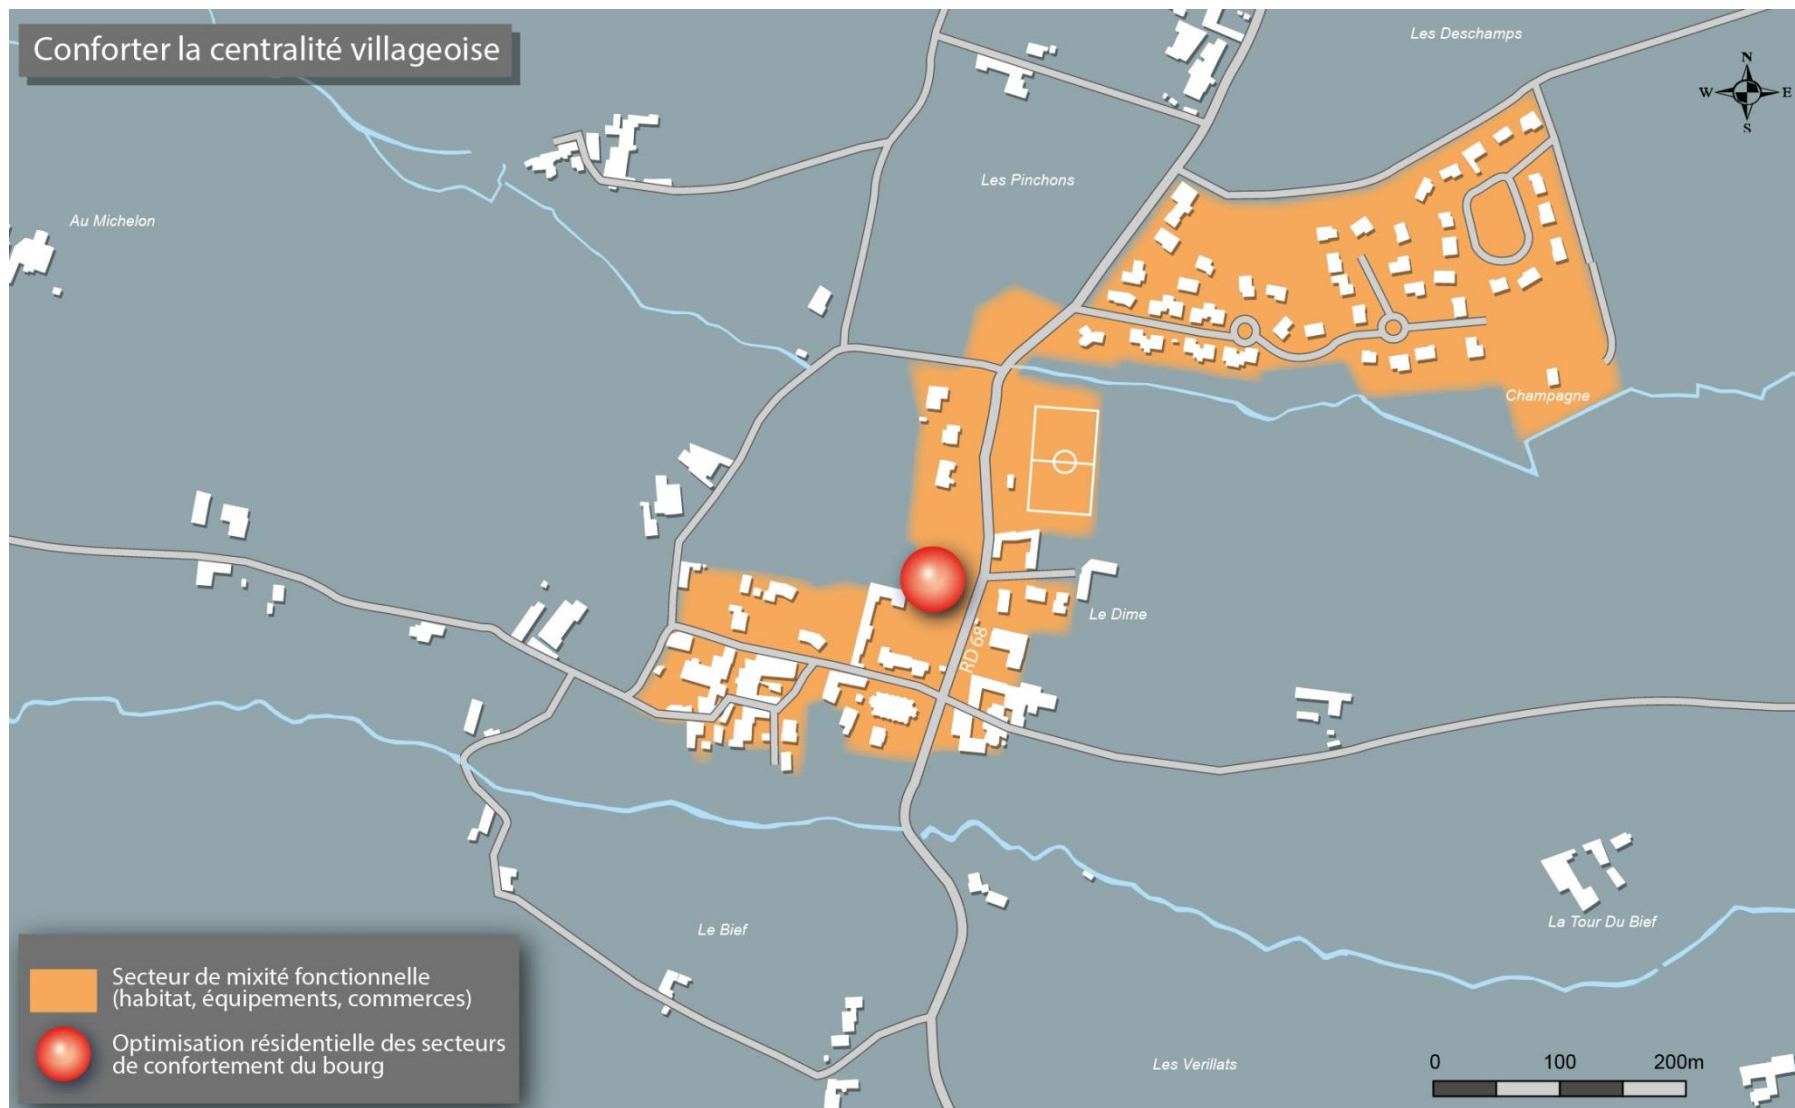 Conforter la centralité villageoise
Les Deschamps
N
W E
S
Les Pinchons
Au Michelon
Champagne
Le Dime
RD 68
La Tour Du Bief
Le Bief
Secteur de mixité fonctionnelle
(habitat, équipements, commerces)
Optimisation résidentielle des secteurs
de confortement du bourg
Les Verillats
0 100 200m